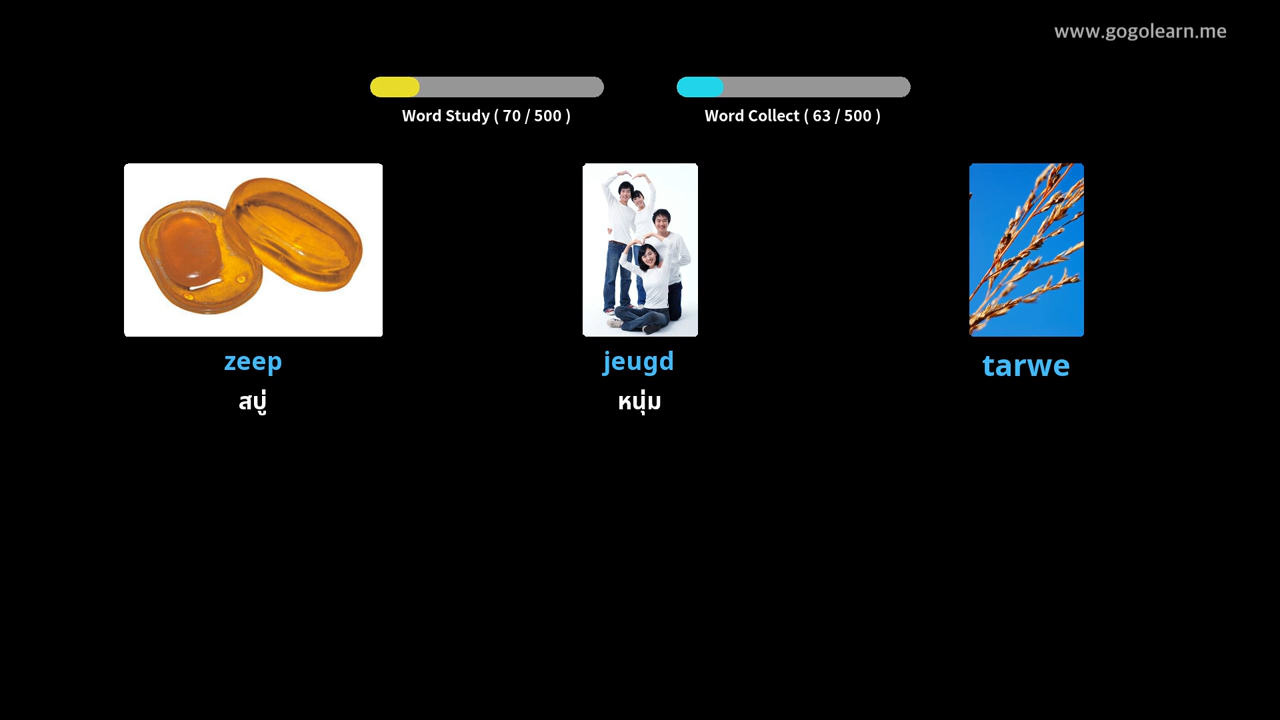 www.gogolearn.me
Word Study ( 70 / 500 )
Word Collect ( 63 / 500 )
zeep
jeugd
tarwe
สบู่
หนุ่ม